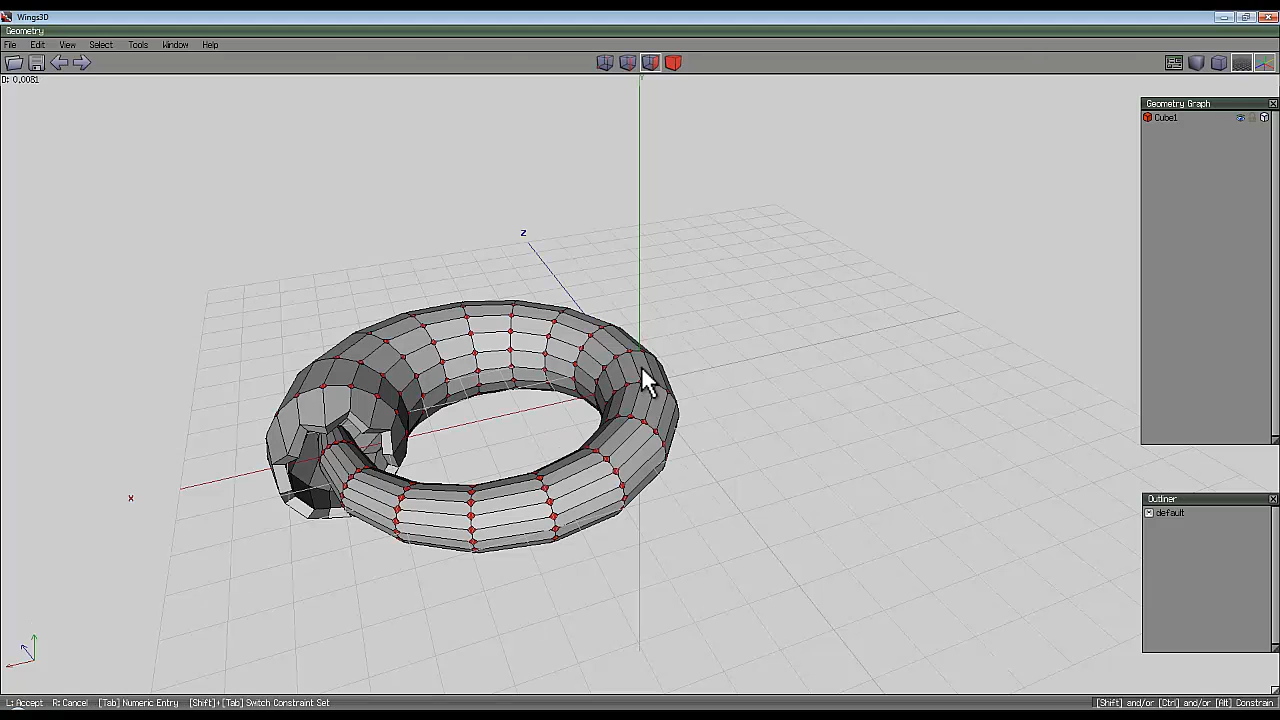 Wings3D
Geometry
File Edit View Select Tools Window Help
D: 0.0081
Y
Geometry Graph
Cube1
Z
X
Outliner
default
L: Accept R: Cancel [Tab] Numeric Entry [Shift]+[Tab] Switch Constraint Set
[Shift] and/or [Ctrl] and/or [Alt] Constrain